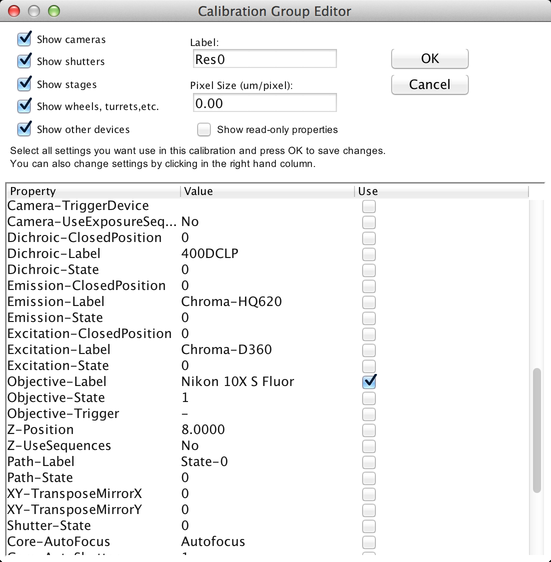 Calibration Group Editor
Show cameras
Show shutters
Show stages
Show wheels, turrets,etc.
Show other devices
Label:
Res0
Pixel Size (um/pixel):
0.00
Show read-only properties
OK
Cancel
Select all settings you want use in this calibration and press OK to save changes.
You can also change settings by clicking in the right hand column.
Property Value Use
Camera-TriggerDevice
Camera-UseExposureSeq... No
Dichroic-ClosedPosition 0
Dichroic-Label 400DCLP
Dichroic-State 0
Emission-ClosedPosition 0
Emission-Label Chroma-HQ620
Emission-State 0
Excitation-ClosedPosition 0
Excitation-Label Chroma-D360
Excitation-State 0
Objective-Label Nikon 10X S Fluor
Objective-State 1
Objective-Trigger -
Z-Position 8.0000
Z-UseSequences No
Path-Label State-0
Path-State 0
XY-TransposeMirrorX 0
XY-TransposeMirrorY 0
Shutter-State 0
Core-AutoFocus Autofocus